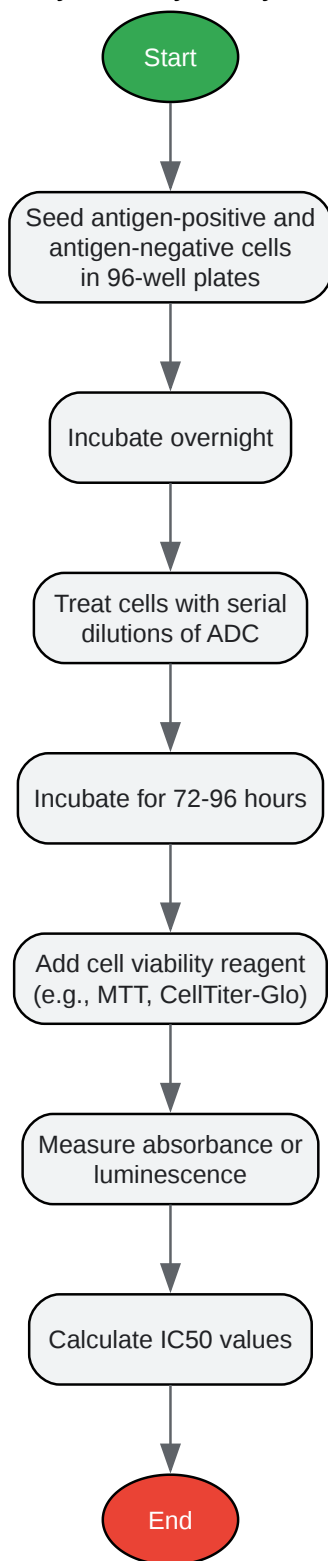 Start
Seed antigen-positive and
antigen-negative cells
in 96-well plates
Incubate overnight
Treat cells with serial
dilutions of ADC
Incubate for 72-96 hours
Add cell viability reagent
(e.g., MTT, CellTiter-Glo)
Measure absorbance or
luminescence
Calculate IC50 values
End